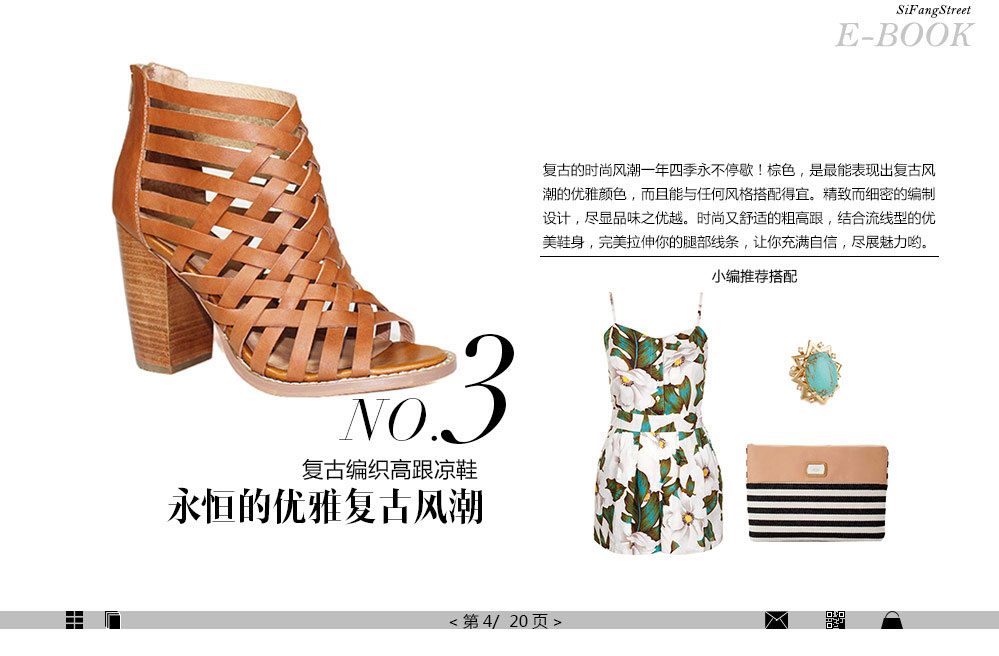 SiFangStreet
E-BOOK
复古的时尚风潮一年四季永不停歇！棕色，是最能表现出复古风
潮的优雅颜色，而且能与任何风格搭配得宜。精致而细密的编制
设计，尽显品味之优越。时尚又舒适的粗高跟，结合流线型的优
美鞋身，完美拉伸你的腿部线条，让你充满自信，尽展魅力哟。
小编推荐搭配
NO.3
复古编织高跟凉鞋
永恒的优雅复古风潮
< 第 4/ 20 页 >